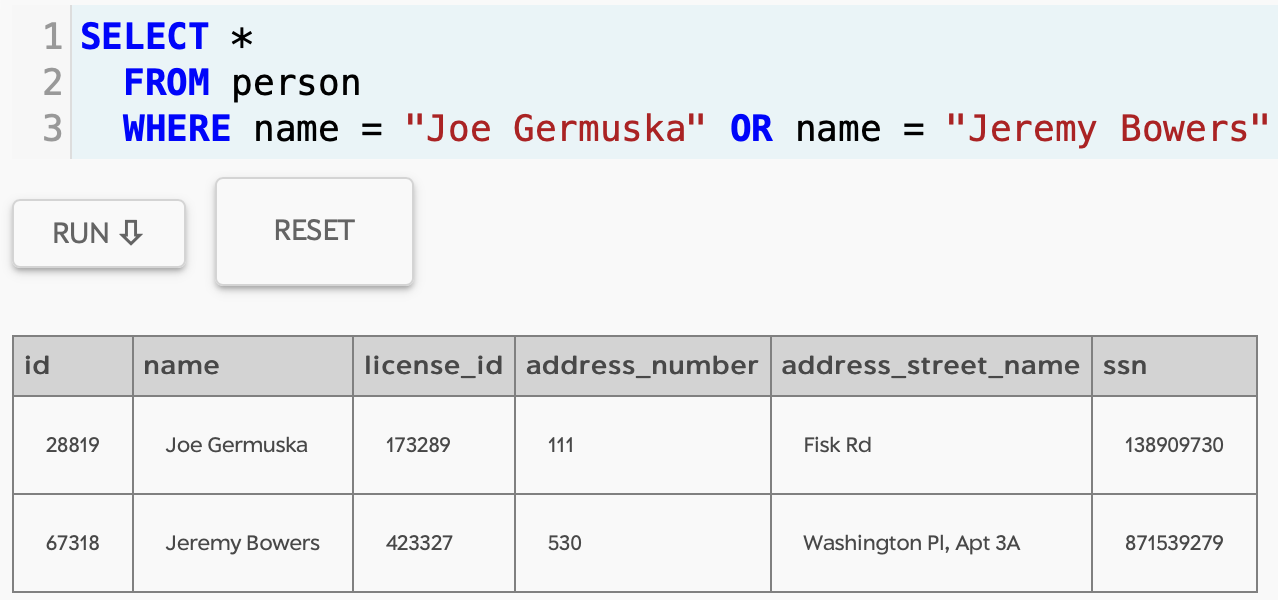 1 SELECT *
2 FROM person
3 WHERE name = "Joe Germuska" OR name = "Jeremy Bowers"
RUN ⇩ RESET
id name license_id address_number address_street_name ssn
28819 Joe Germuska 173289 111 Fisk Rd 138909730
67318 Jeremy Bowers 423327 530 Washington Pl, Apt 3A 871539279